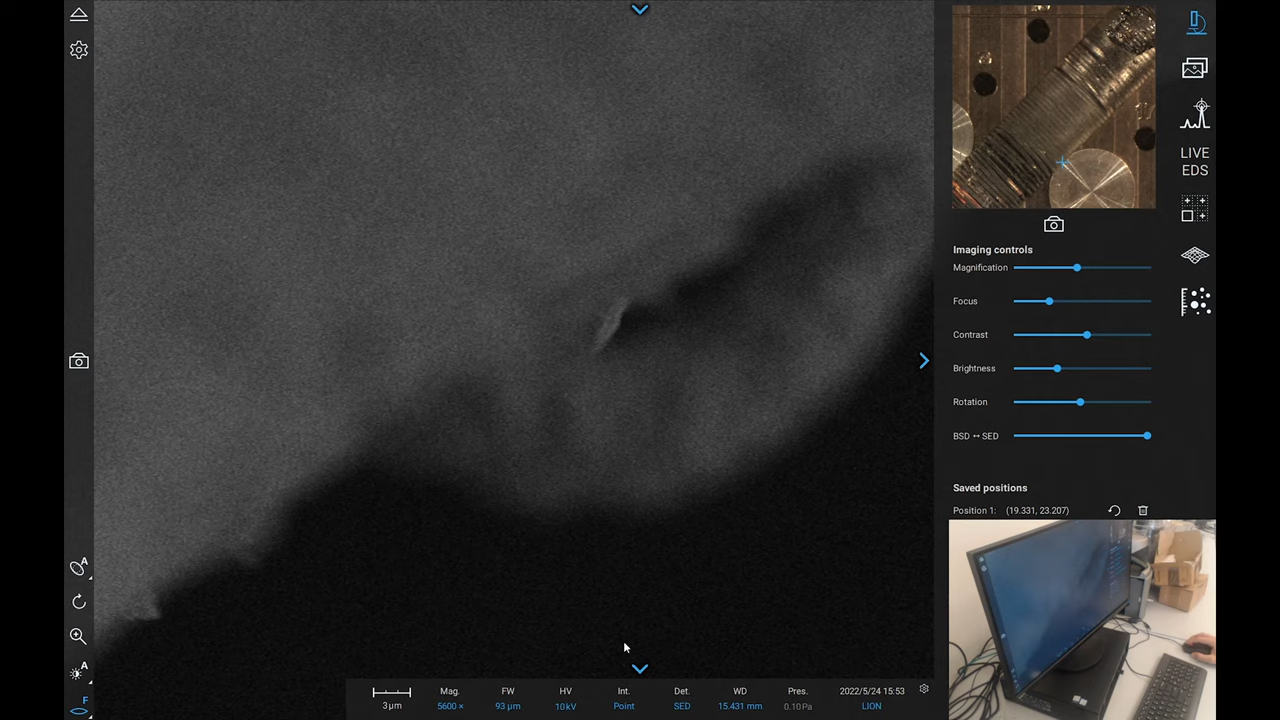 LIVE
EDS
Imaging controls
Magnification
Focus
Contrast
Brightness
Rotation
BSD ↔ SED
Saved positions
Position 1: (19.331, 23.207)
A
A
F
3 µm
Mag. FW HV Int. Det. WD Pres. 2022/5/24 15:53
5600 × 93 µm 10 kV Point SED 15.431 mm 0.10 Pa LION